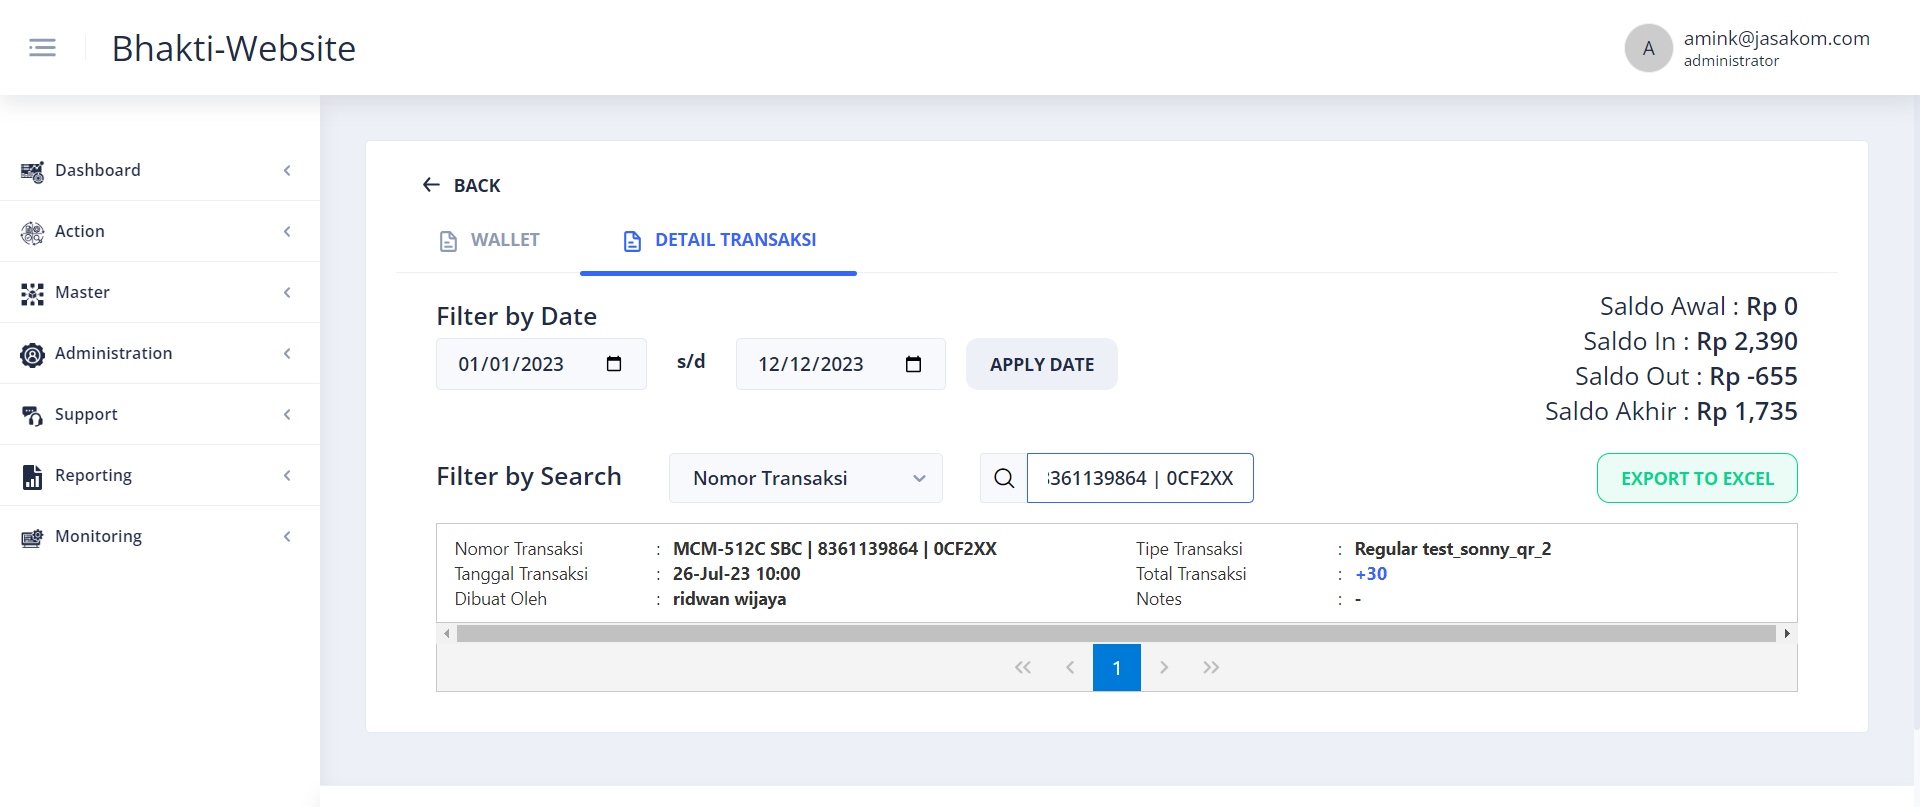 Bhakti-Website
A
amink@jasakom.com
administrator
Dashboard
Action
Master
Administration
Support
Reporting
Monitoring
BACK
WALLET
DETAIL TRANSAKSI
Filter by Date
01/01/2023
s/d
12/12/2023
APPLY DATE
Saldo Awal : Rp 0
Saldo In : Rp 2,390
Saldo Out : Rp -655
Saldo Akhir : Rp 1,735
Filter by Search
Nomor Transaksi
8361139864 | 0CF2XX
EXPORT TO EXCEL
Nomor Transaksi : MCM-512C SBC | 8361139864 | 0CF2XX
Tanggal Transaksi : 26-Jul-23 10:00
Dibuat Oleh : ridwan wijaya
Tipe Transaksi : Regular test_sonny_qr_2
Total Transaksi : +30
Notes : -
1